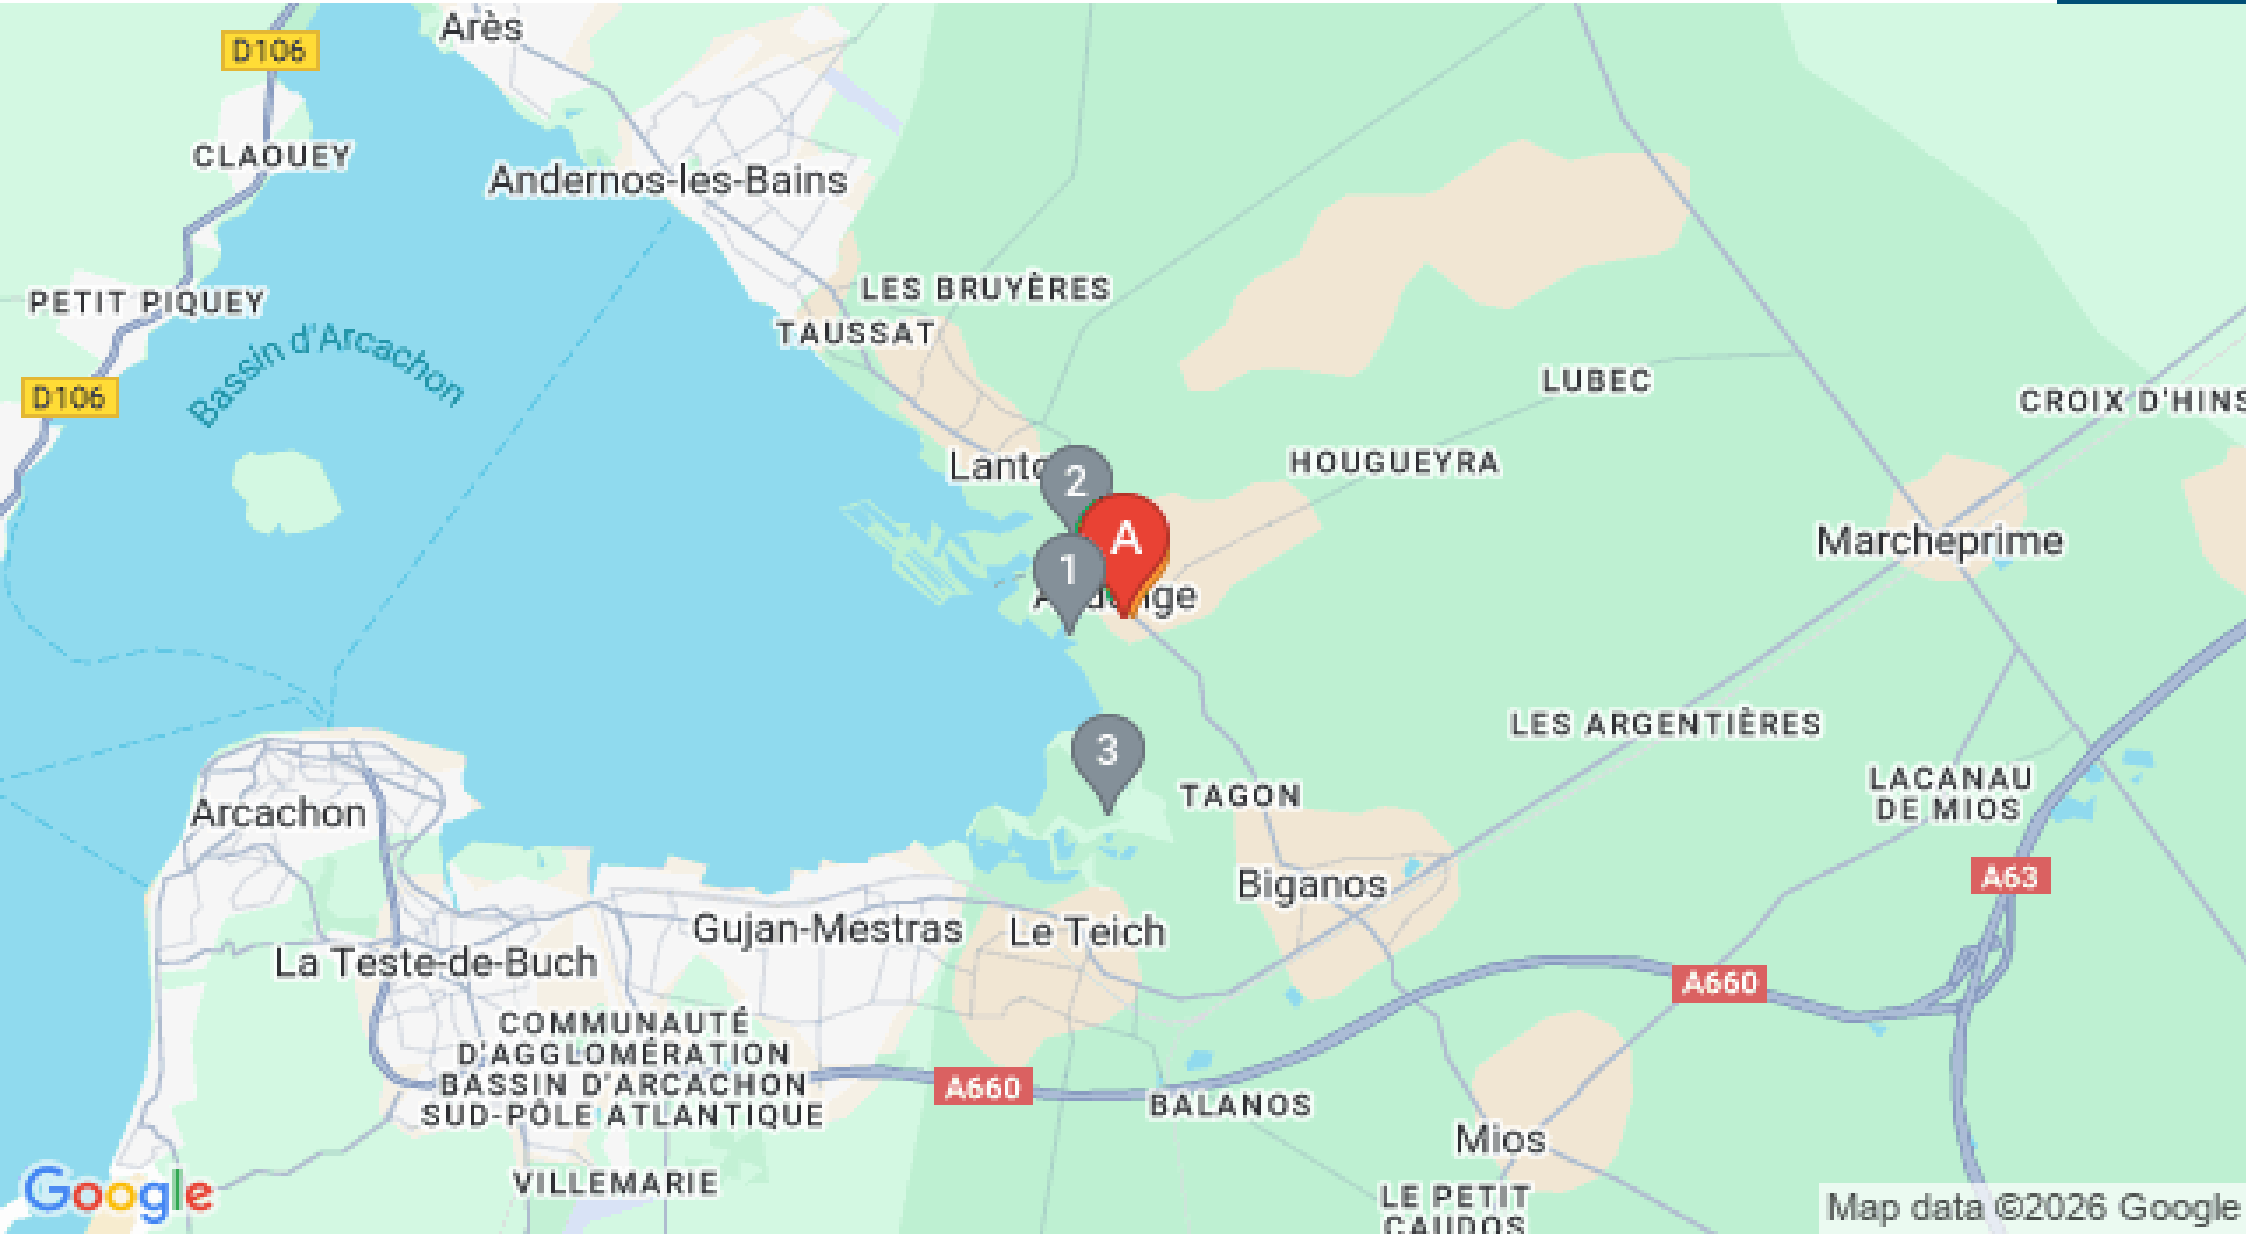 Arès
D106
CLAOUEY
Andernos-les-Bains
PETIT PIQUEY
LES BRUYÈRES
TAUSSAT
Bassin d'Arcachon
D106
LUBEC
CROIX D'HINS
HOUGUEYRA
2
A
1
Marcheprime
LES ARGENTIÈRES
3
TAGON
LACANAU
DE MIOS
Arcachon
A63
Biganos
Gujan-Mestras
Le Teich
La Teste-de-Buch
A660
COMMUNAUTÉ
D'AGGLOMÉRATION
BASSIN D'ARCACHON
SUD-PÔLE ATLANTIQUE
A660
BALANOS
Mios
VILLEMARIE
LE PETIT
CAUDOS
Google
Map data ©2026 Google